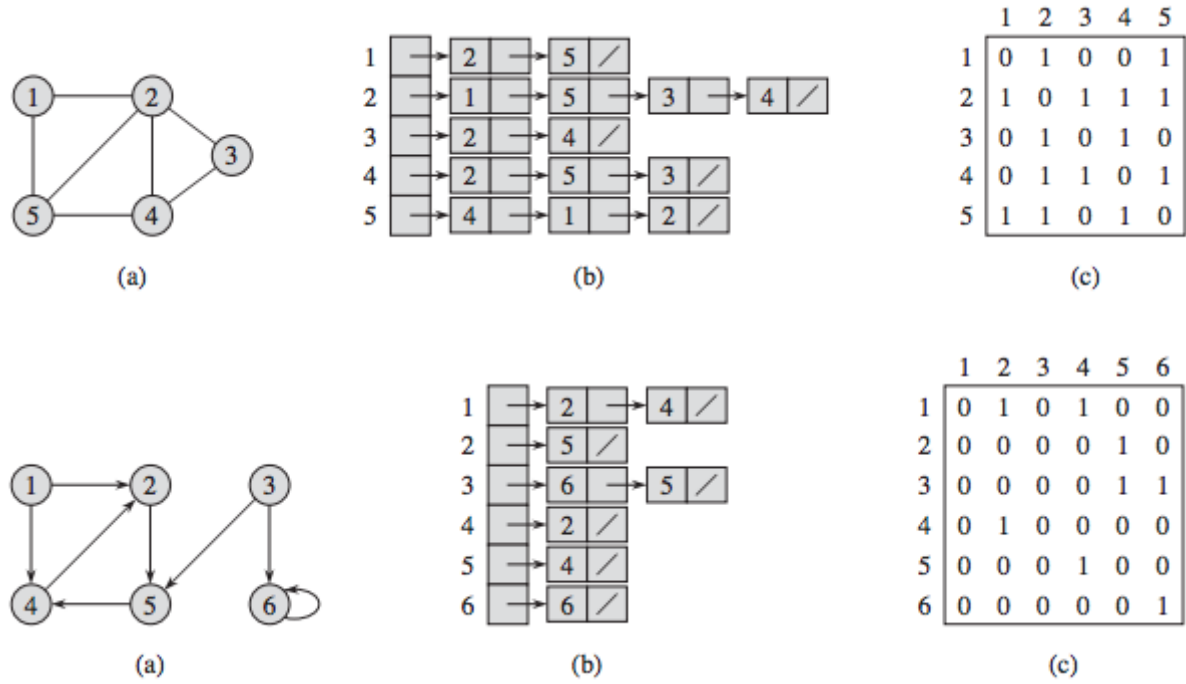 1 2 3 4 5
1 2 5 /
2 1 5 3 4 /
3 2 4 /
4 2 5 3 /
5 4 1 2 /
1 2
3
5 4
1 0 1 0 0 1
2 1 0 1 1 1
3 0 1 0 1 0
4 0 1 1 0 1
5 1 1 0 1 0
(a) (b) (c)
1 2 3 4 5 6
1 2 4 /
2 5 /
3 6 5 /
4 2 /
5 4 /
6 6 /
1 2 3
4 5 6
1 0 1 0 1 0 0
2 0 0 0 0 1 0
3 0 0 0 0 1 1
4 0 1 0 0 0 0
5 0 0 0 1 0 0
6 0 0 0 0 0 1
(a) (b) (c)